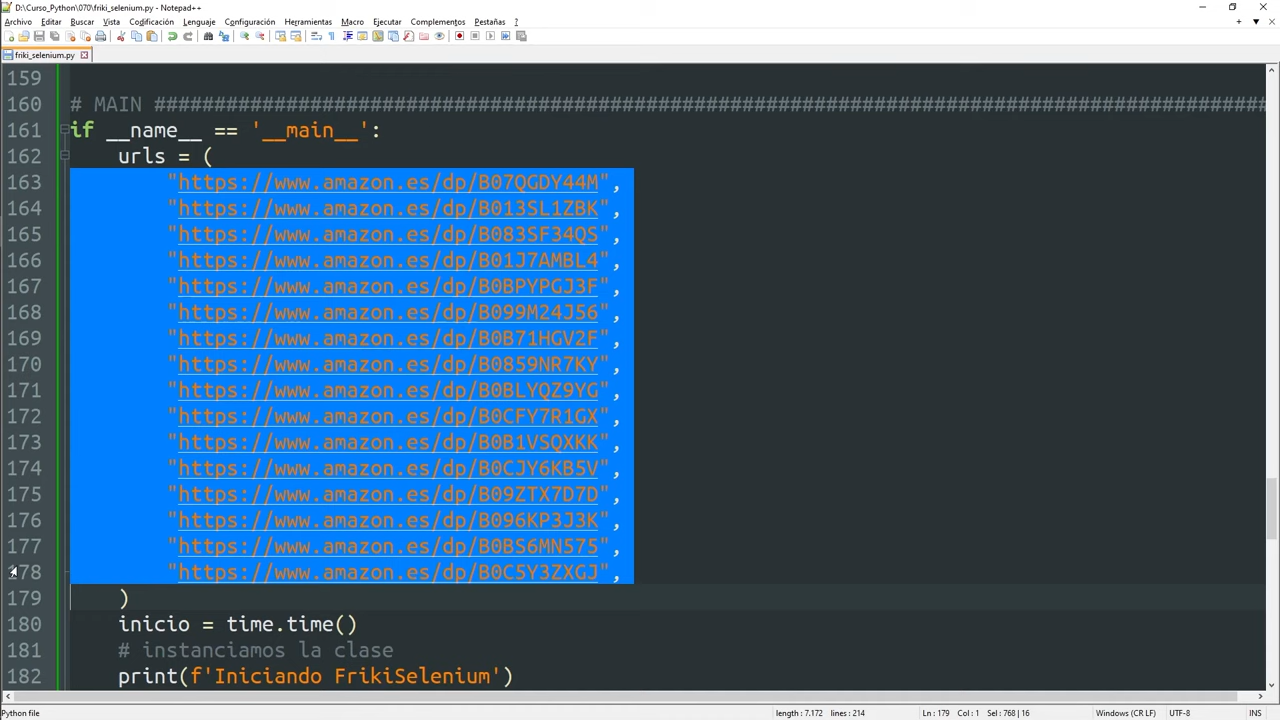 D:\Curso_Python\070\friki_selenium.py - Notepad++
Archivo Editar Buscar Vista Codificación Lenguaje Configuración Herramientas Macro Ejecutar Complementos Pestañas ?
friki_selenium.py
159
160 # MAIN ##############################################################################################
161 if __name__ == '__main__':
162 urls = (
163 "https://www.amazon.es/dp/B07QGDY44M",
164 "https://www.amazon.es/dp/B013SL1ZBK",
165 "https://www.amazon.es/dp/B083SF34QS",
166 "https://www.amazon.es/dp/B01J7AMBL4",
167 "https://www.amazon.es/dp/B0BPYPGJ3F",
168 "https://www.amazon.es/dp/B099M24J56",
169 "https://www.amazon.es/dp/B0B71HGV2F",
170 "https://www.amazon.es/dp/B0859NR7KY",
171 "https://www.amazon.es/dp/B0BLYQZ9YG",
172 "https://www.amazon.es/dp/B0CFY7R1GX",
173 "https://www.amazon.es/dp/B0B1VSQXKK",
174 "https://www.amazon.es/dp/B0CJY6KB5V",
175 "https://www.amazon.es/dp/B09ZTX7D7D",
176 "https://www.amazon.es/dp/B096KP3J3K",
177 "https://www.amazon.es/dp/B0BS6MN575",
178 "https://www.amazon.es/dp/B0C5Y3ZXGJ",
179 )
180 inicio = time.time()
181 # instanciamos la clase
182 print(f'Iniciando FrikiSelenium')
Python file length : 7.172 lines : 214 Ln : 179 Col : 1 Sel : 768 | 16 Windows (CR LF) UTF-8 INS